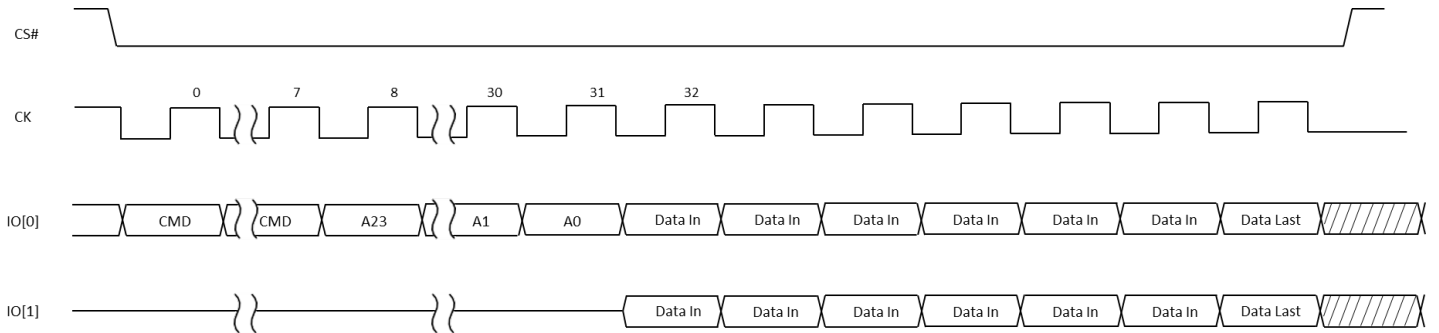 CS#
0 7 8 30 31 32
CK
IO[0] CMD CMD A23 A1 A0 Data In Data In Data In Data In Data In Data In Data Last
IO[1] Data In Data In Data In Data In Data In Data In Data Last